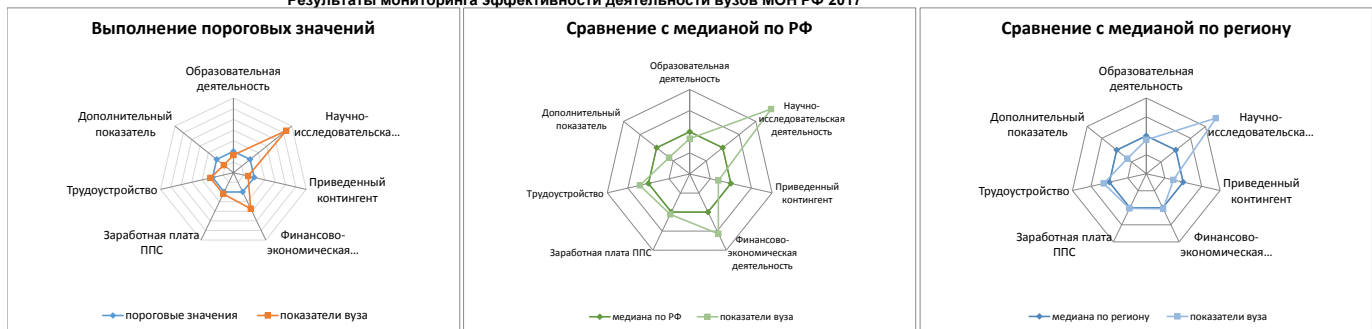 Результаты мониторинга эффективности деятельности вузов МОН РФ 2017
Выполнение пороговых значений
Образовательная
деятельность
Научно-
исследовательска...
Приведенный
контингент
Финансово-
экономическая...
Заработная плата
ППС
Трудоустройство
Дополнительный
показатель
пороговые значения
показатели вуза
Сравнение с медианой по РФ
Образовательная
деятельность
Научно-
исследовательская
деятельность
Приведенный
контингент
Финансово-
экономическая
деятельность
Заработная плата ППС
Трудоустройство
Дополнительный
показатель
медиана по РФ
показатели вуза
Сравнение с медианой по региону
Образовательная
деятельность
Научно-
исследовательска...
Приведенный
контингент
Финансово-
экономическая...
Заработная плата
ППС
Трудоустройство
Дополнительный
показатель
медиана по региону
показатели вуза